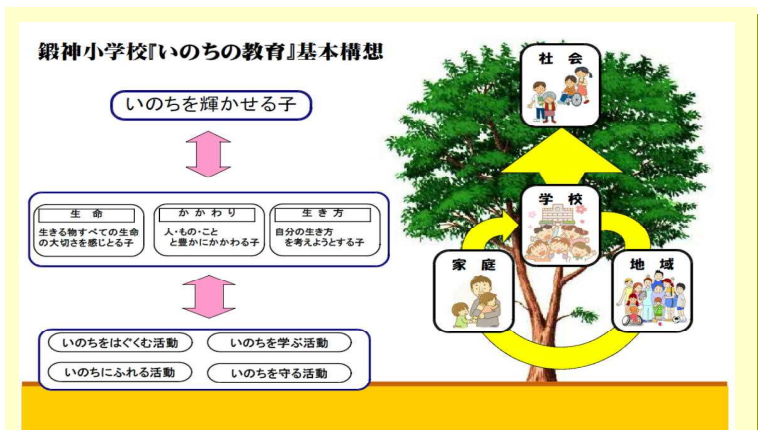 鍛神小学校『いのちの教育』基本構想
いのちを輝かせる子
生命
生きる物すべての生命
の大切さを感じとる子
かかわり
人・もの・こと
と豊かにかかわる子
生き方
自分の生き方
を考えようとする子
いのちをはぐくむ活動
いのちを学ぶ活動
いのちにふれる活動
いのちを守る活動
社会
学校
家庭
地域